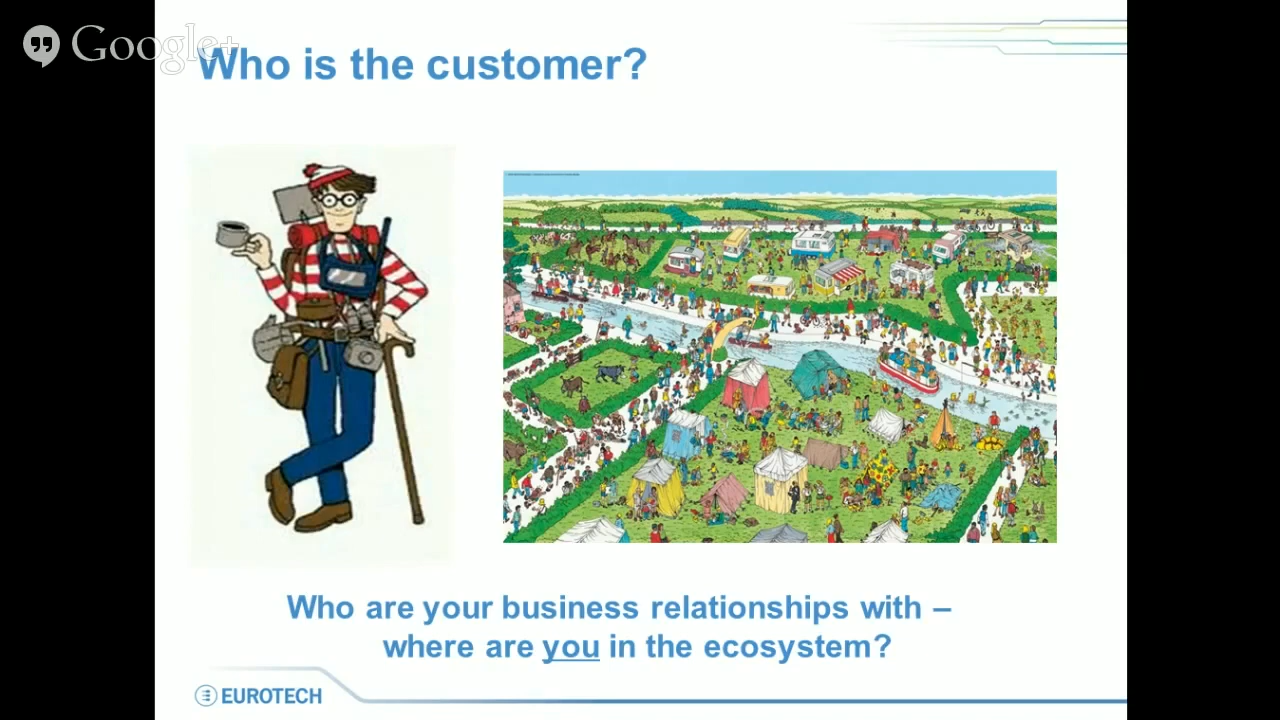 Google+
Who is the customer?
Who are your business relationships with –
where are you in the ecosystem?
EUROTECH